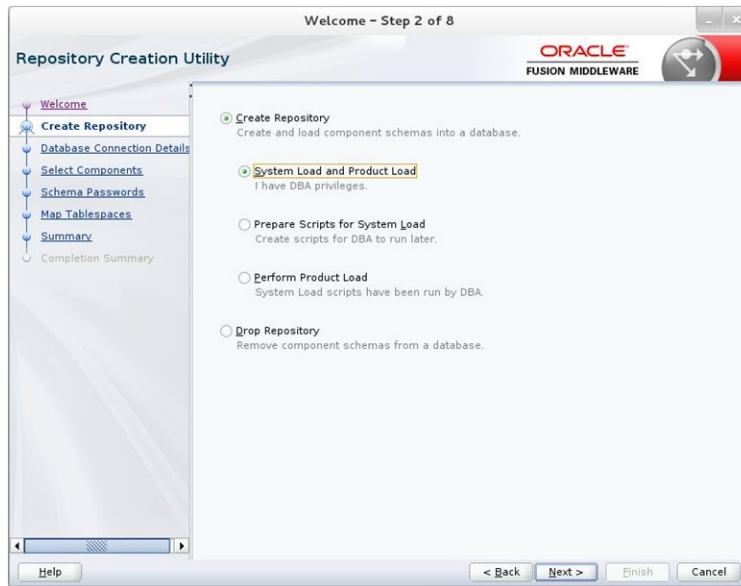 Welcome – Step 2 of 8
Repository Creation Utility
ORACLE
FUSION MIDDLEWARE
Welcome
Create Repository
Database Connection Details
Select Components
Schema Passwords
Map Tablespaces
Summary
Completion Summary
Create Repository
Create and load component schemas into a database.
System Load and Product Load
I have DBA privileges.
Prepare Scripts for System Load
Create scripts for DBA to run later.
Perform Product Load
System Load scripts have been run by DBA.
Drop Repository
Remove component schemas from a database.
Help
< Back
Next >
Finish
Cancel